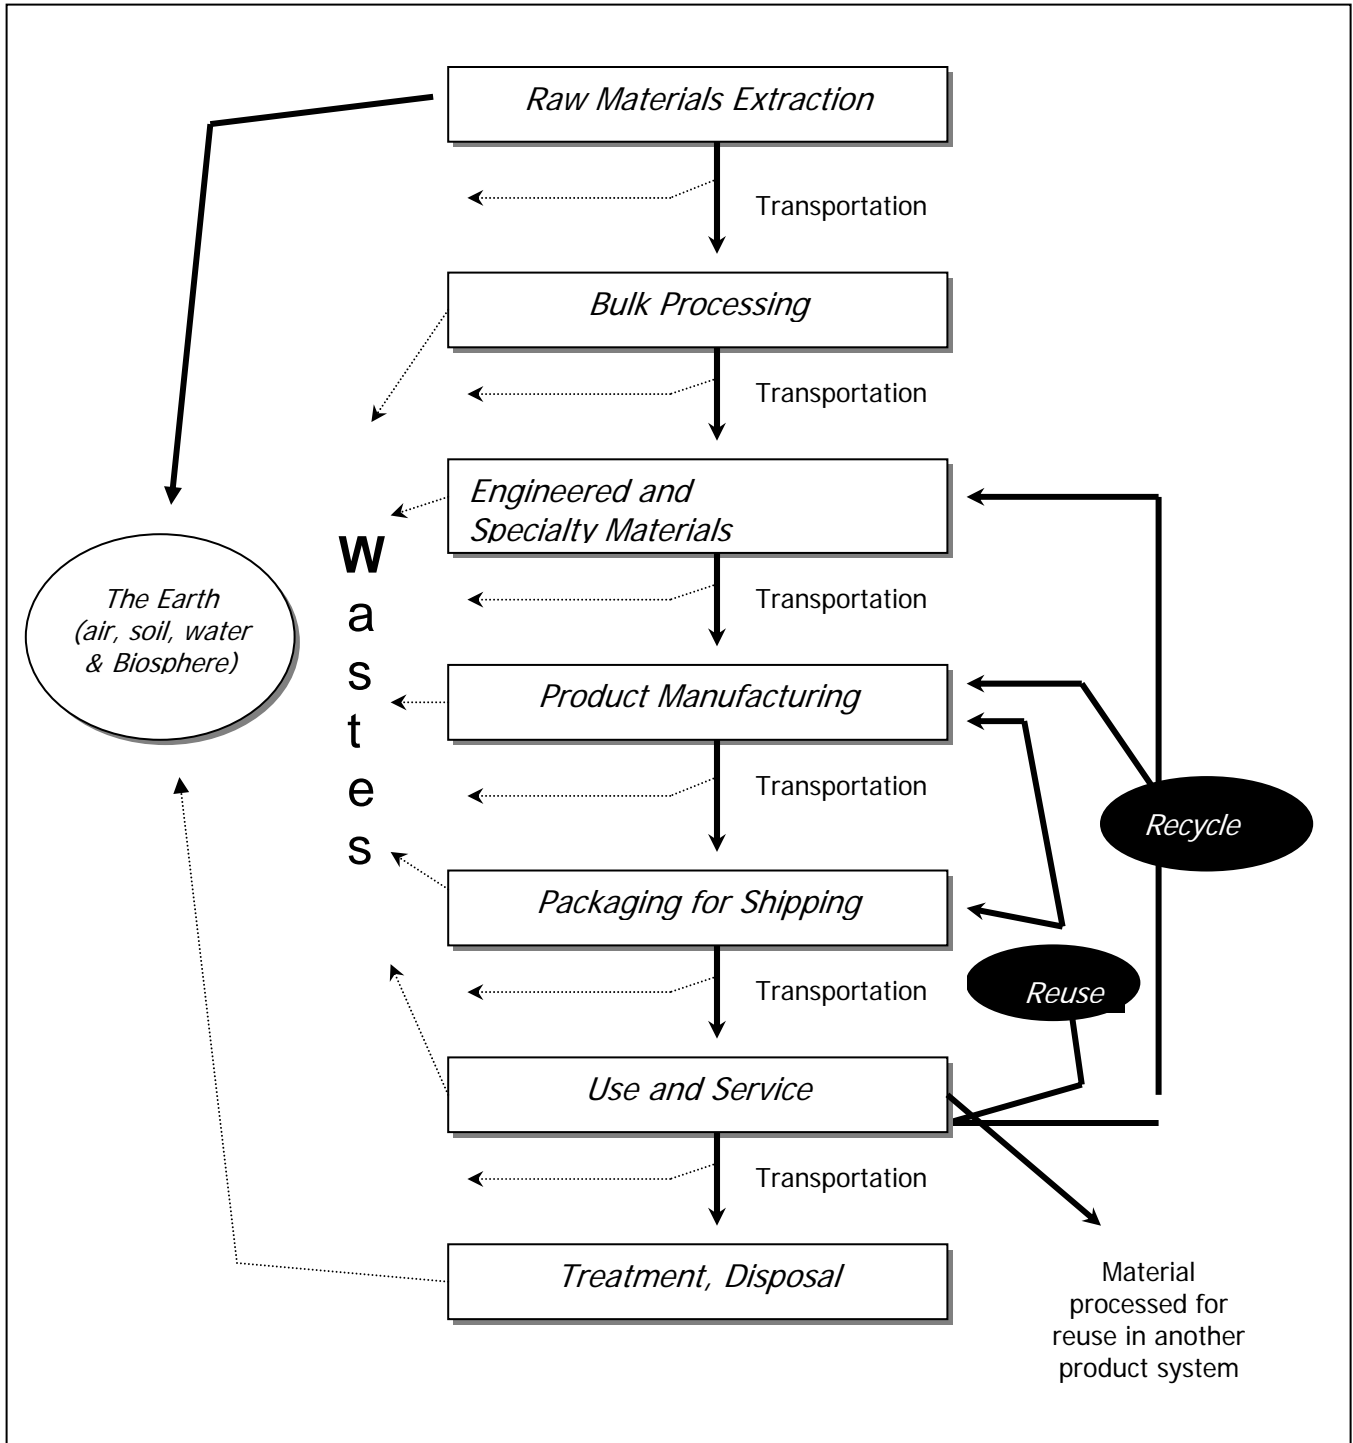 Raw Materials Extraction
Transportation
Bulk Processing
Transportation
Engineered and
Specialty Materials
Transportation
Wastes
The Earth
(air, soil, water
& Biosphere)
Product Manufacturing
Transportation
Recycle
Packaging for Shipping
Transportation
Reuse
Use and Service
Transportation
Treatment, Disposal
Material
processed for
reuse in another
product system